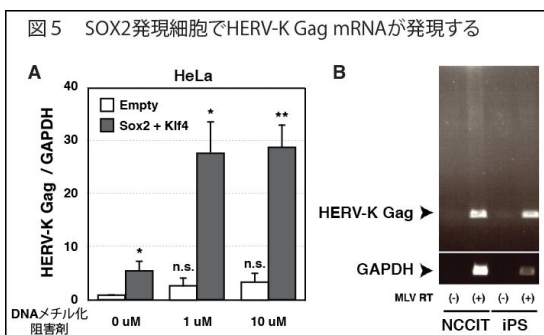 図5 SOX2発現細胞でHERV-K Gag mRNAが発現する
A
HeLa
HERV-K Gag / GAPDH
40
30
20
10
0
Empty
Sox2 + Klf4
*
n.s.
*
n.s.
**
DNAメチル化
阻害剤
0 uM 1 uM 10 uM
B
HERV-K Gag
GAPDH
MLV RT (-) (+) (-) (+)
NCCIT iPS